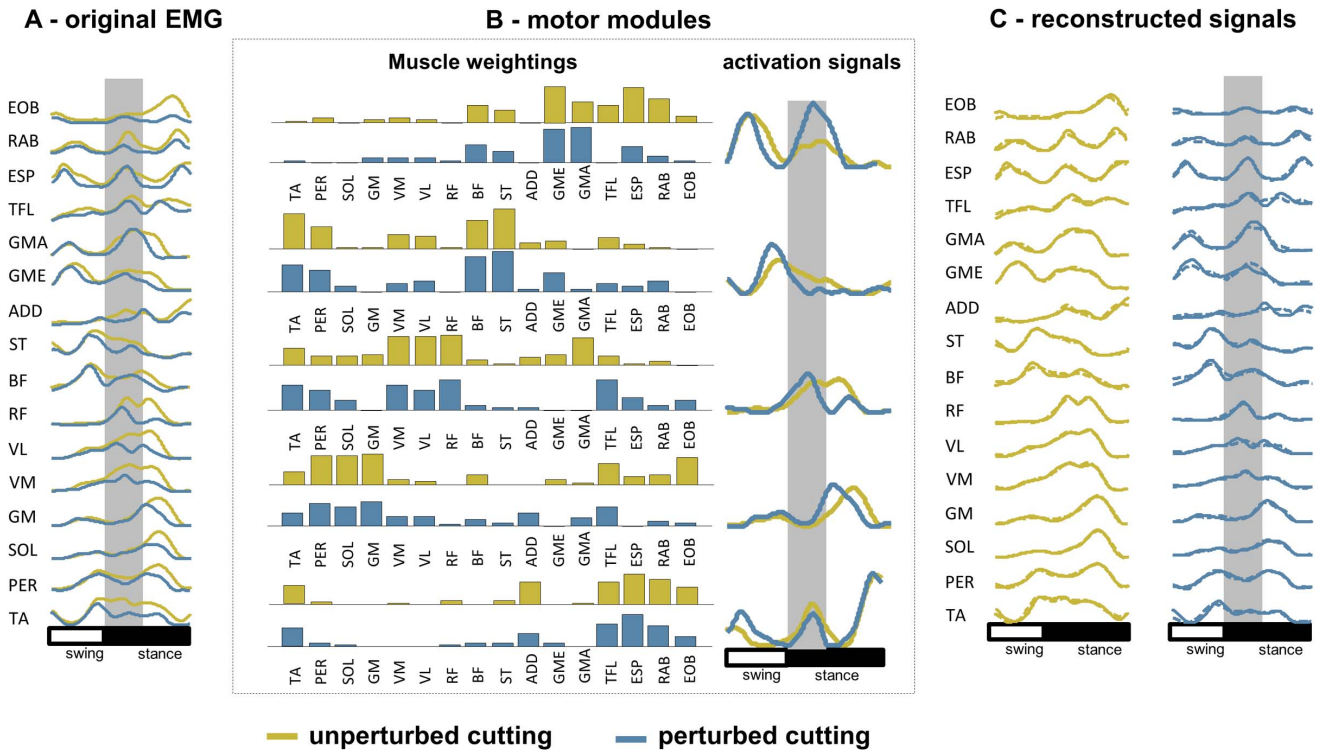 A - original EMG
B - motor modules
C - reconstructed signals
Muscle weightings
activation signals
EOB
RAB
ESP
TFL
GMA
GME
ADD
ST
BF
RF
VL
VM
GM
SOL
PER
TA
swing stance
TA PER SOL GM VM VL RF BF ST ADD GME GMA TFL ESP RAB EOB
TA PER SOL GM VM VL RF BF ST ADD GME GMA TFL ESP RAB EOB
TA PER SOL GM VM VL RF BF ST ADD GME GMA TFL ESP RAB EOB
TA PER SOL GM VM VL RF BF ST ADD GME GMA TFL ESP RAB EOB
TA PER SOL GM VM VL RF BF ST ADD GME GMA TFL ESP RAB EOB
swing stance
EOB
RAB
ESP
TFL
GMA
GME
ADD
ST
BF
RF
VL
VM
GM
SOL
PER
TA
swing stance
swing stance
unperturbed cutting
perturbed cutting